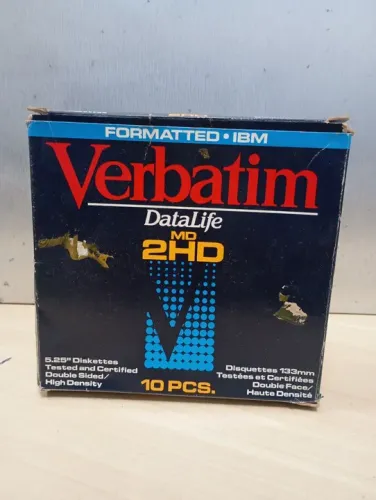 FORMATTED • IBM
Verbatim
DataLife
MD
2HD
5.25" Diskettes
Tested and Certified
Double Sided/
High Density
Disquettes 133mm
Testées et Certifiées
Double Face/
Haute Densité
10 PCS.